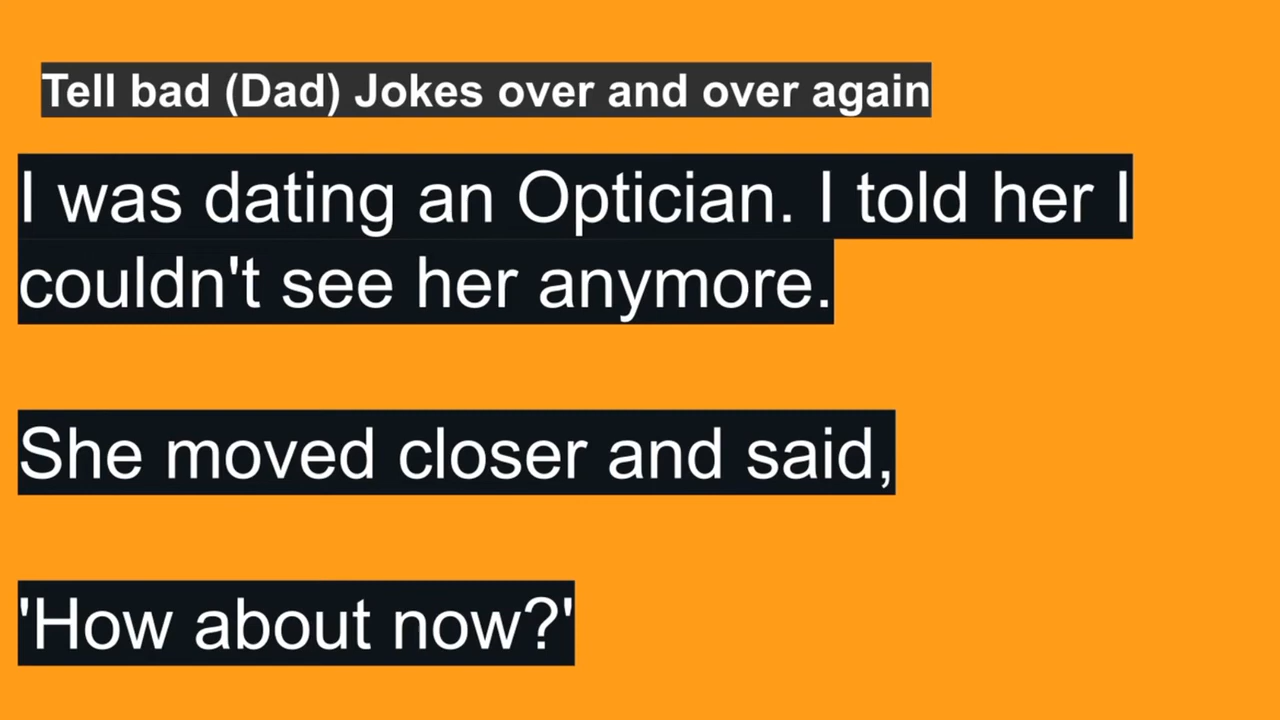 Tell bad (Dad) Jokes over and over again
I was dating an Optician. I told her I
couldn't see her anymore.
She moved closer and said,
'How about now?'